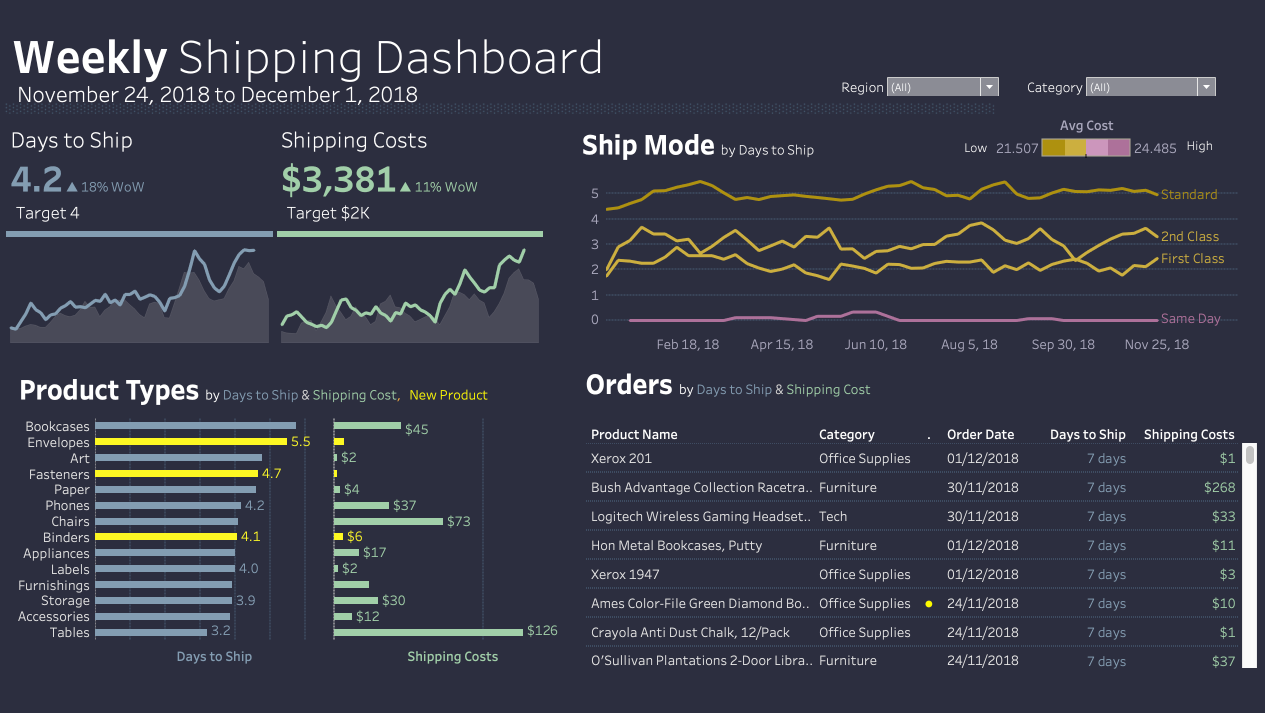 Weekly Shipping Dashboard
November 24, 2018 to December 1, 2018
Region (All) Category (All)
Days to Ship
4.2 ▲ 18% WoW
Target 4
Shipping Costs
$3,381 ▲ 11% WoW
Target $2K
Ship Mode by Days to Ship
Avg Cost
Low 21.507 24.485 High
5
4
3
2
1
0
Standard
2nd Class
First Class
Same Day
Feb 18, 18 Apr 15, 18 Jun 10, 18 Aug 5, 18 Sep 30, 18 Nov 25, 18
Product Types by Days to Ship & Shipping Cost, New Product
Bookcases $45
Envelopes 5.5
Art $2
Fasteners 4.7
Paper $4
Phones 4.2 $37
Chairs $73
Binders 4.1 $6
Appliances $17
Labels 4.0 $2
Furnishings
Storage 3.9 $30
Accessories $12
Tables 3.2 $126
Days to Ship Shipping Costs
Orders by Days to Ship & Shipping Cost
Product Name Category . Order Date Days to Ship Shipping Costs
Xerox 201 Office Supplies 01/12/2018 7 days $1
Bush Advantage Collection Racetra.. Furniture 30/11/2018 7 days $268
Logitech Wireless Gaming Headset.. Tech 30/11/2018 7 days $33
Hon Metal Bookcases, Putty Furniture 01/12/2018 7 days $11
Xerox 1947 Office Supplies 01/12/2018 7 days $3
Ames Color-File Green Diamond Bo.. Office Supplies 24/11/2018 7 days $10
Crayola Anti Dust Chalk, 12/Pack Office Supplies 24/11/2018 7 days $1
O'Sullivan Plantations 2-Door Libra.. Furniture 24/11/2018 7 days $37